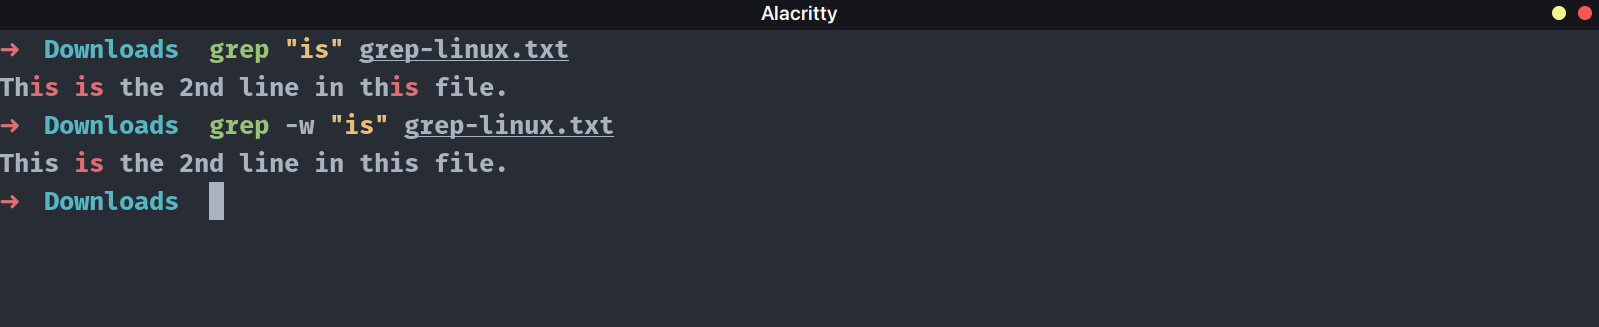 Alacritty
➜ Downloads grep "is" grep-linux.txt
This is the 2nd line in this file.
➜ Downloads grep -w "is" grep-linux.txt
This is the 2nd line in this file.
➜ Downloads